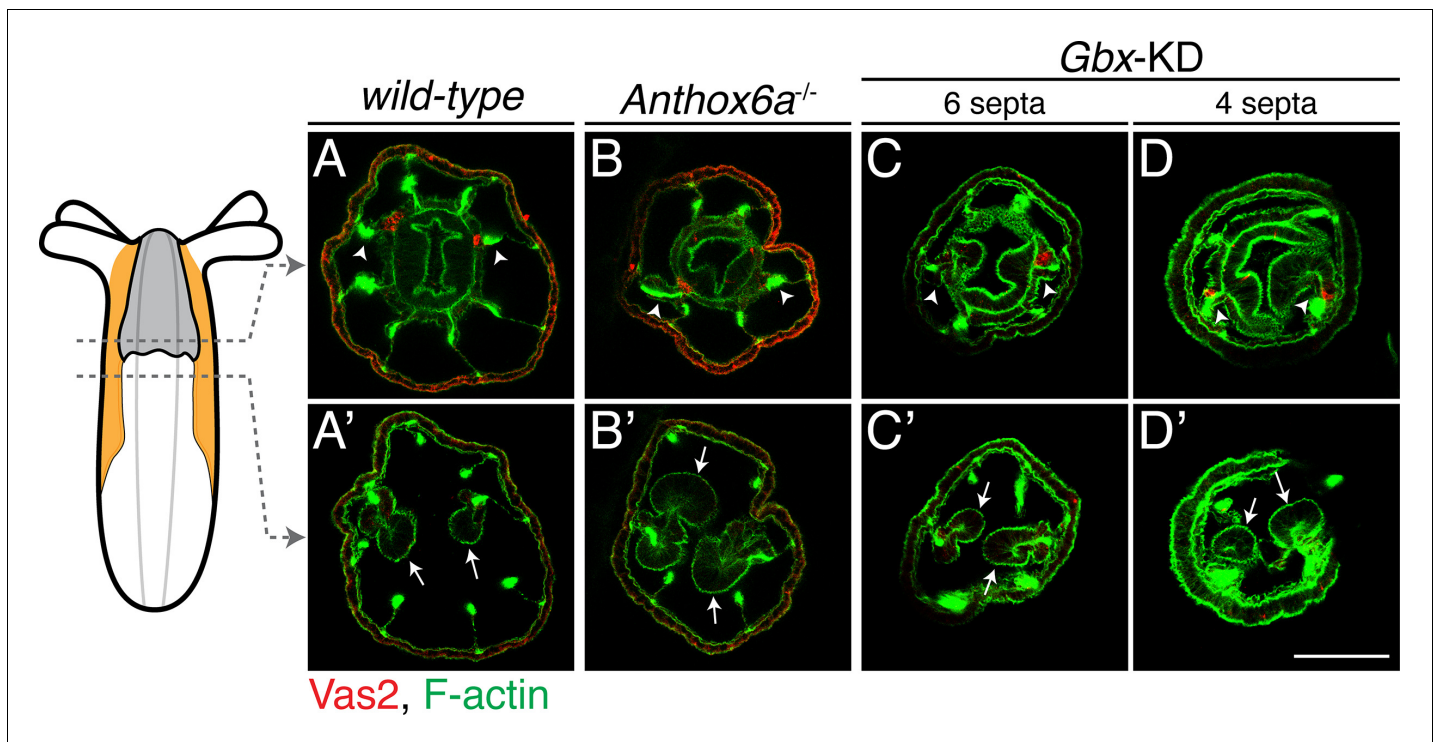 Gbx-KD
wild-type Anthox6a-/- 6 septa 4 septa
A B C D
A’ B’ C’ D’
Vas2, F-actin